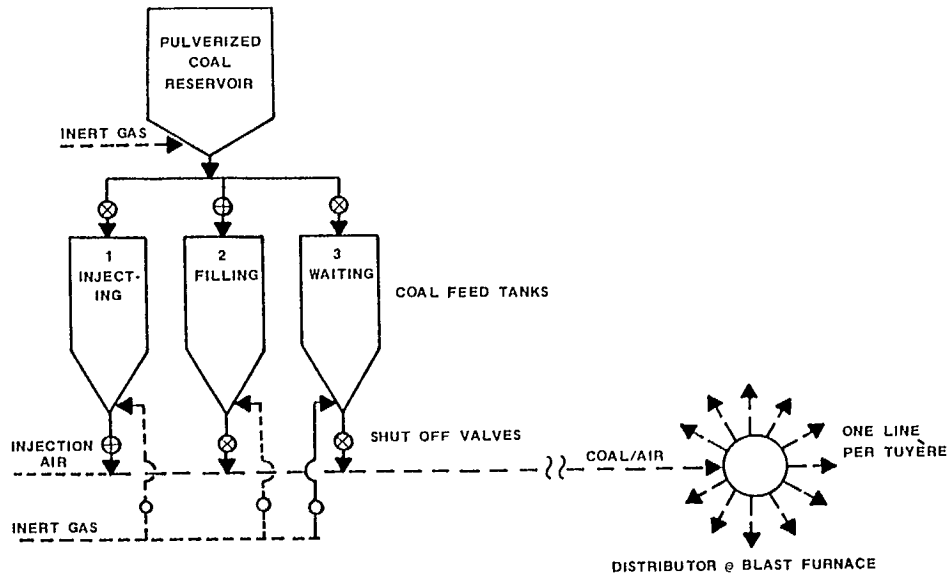 PULVERIZED
COAL
RESERVOIR
INERT GAS
1
INJECT-
ING
2
FILLING
3
WAITING
COAL FEED TANKS
SHUT OFF VALVES
INJECTION
AIR
COAL/AIR
ONE LINE
PER TUYÈRE
INERT GAS
DISTRIBUTOR @ BLAST FURNACE